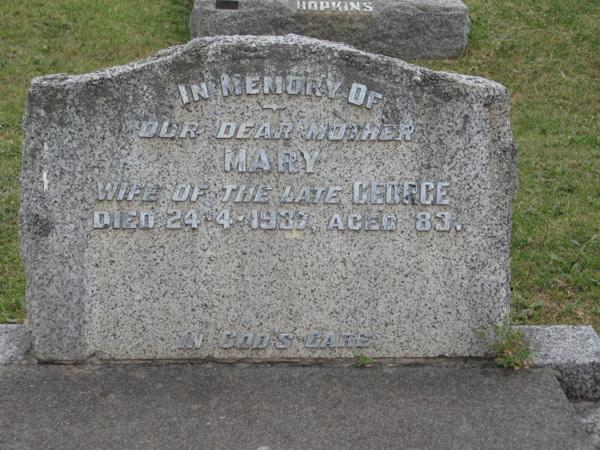 HOPKINS
IN MEMORY OF
OUR DEAR MOTHER
MARY
WIFE OF THE LATE GEORGE
DIED 24-4-1937, AGED 83.
IN GOD'S CARE